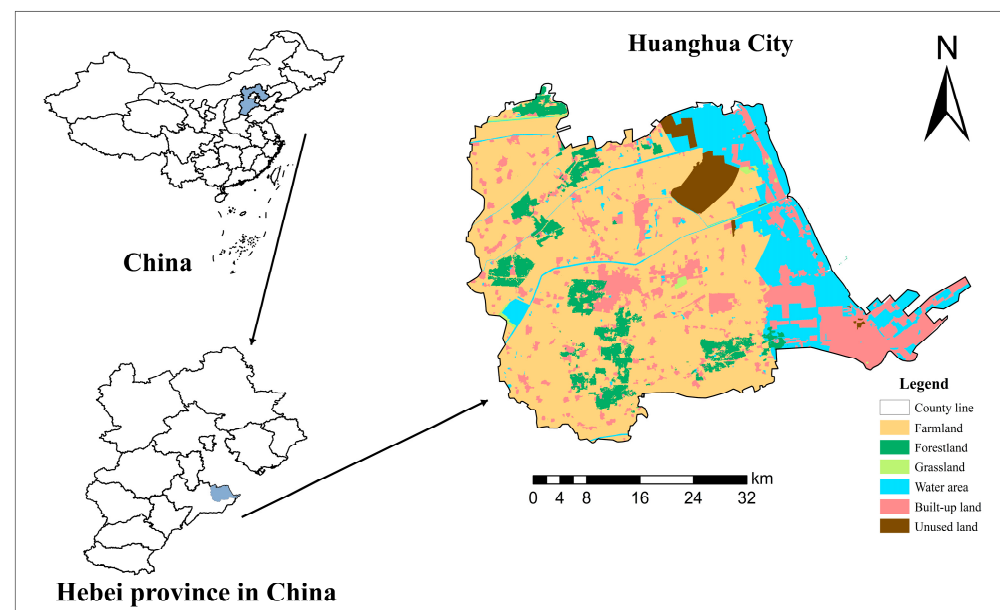 Huanghua City
N
China
Legend
County line
Farmland
Forestland
Grassland
Water area
Built-up land
Unused land
km
0 4 8 16 24 32
Hebei province in China